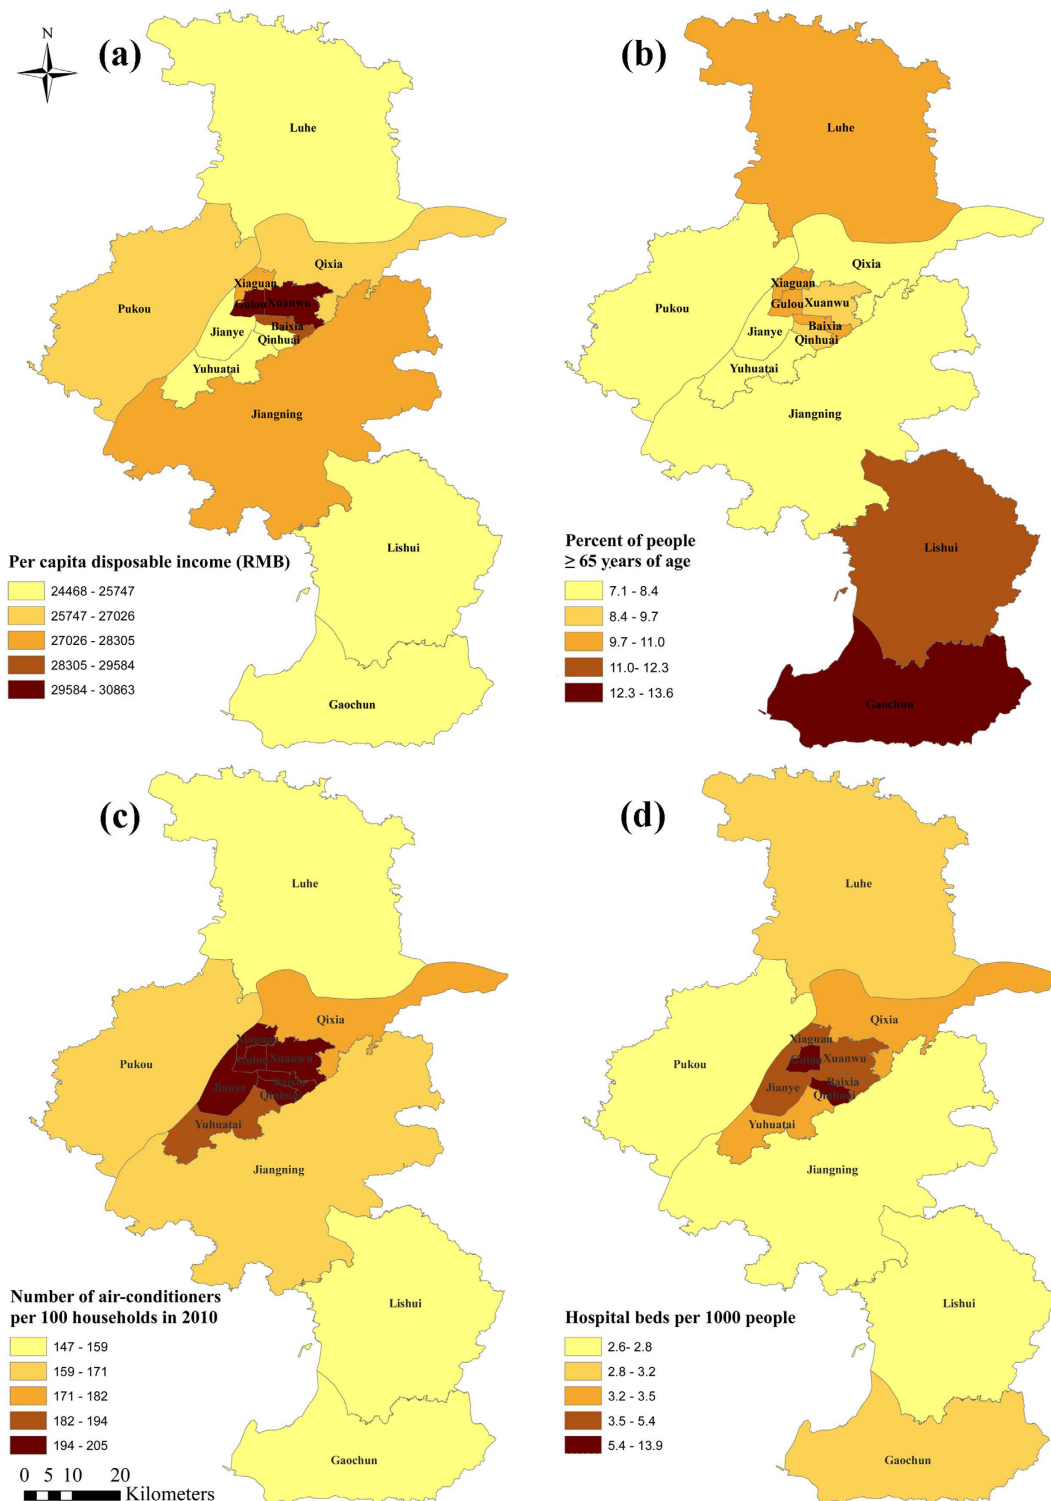 N
(a)
Luhe
Qixia
Xiaguan
Pukou
Gulou
Xuanwu
Jianye
Baixia
Qinhuai
Yuhuatai
Jiangning
Lishui
Gaochun
Per capita disposable income (RMB)
24468 - 25747
25747 - 27026
27026 - 28305
28305 - 29584
29584 - 30863
(b)
Luhe
Qixia
Xiaguan
Pukou
Gulou
Xuanwu
Jianye
Baixia
Qinhuai
Yuhuatai
Jiangning
Lishui
Gaochun
Percent of people
≥ 65 years of age
7.1 - 8.4
8.4 - 9.7
9.7 - 11.0
11.0- 12.3
12.3 - 13.6
(c)
Luhe
Qixia
Xiaguan
Pukou
Gulou
Xuanwu
Jianye
Baixia
Qinhuai
Yuhuatai
Jiangning
Lishui
Gaochun
Number of air-conditioners
per 100 households in 2010
147 - 159
159 - 171
171 - 182
182 - 194
194 - 205
0 5 10 20
Kilometers
(d)
Luhe
Qixia
Xiaguan
Pukou
Gulou
Xuanwu
Jianye
Baixia
Qinhuai
Yuhuatai
Jiangning
Lishui
Gaochun
Hospital beds per 1000 people
2.6- 2.8
2.8 - 3.2
3.2 - 3.5
3.5 - 5.4
5.4 - 13.9